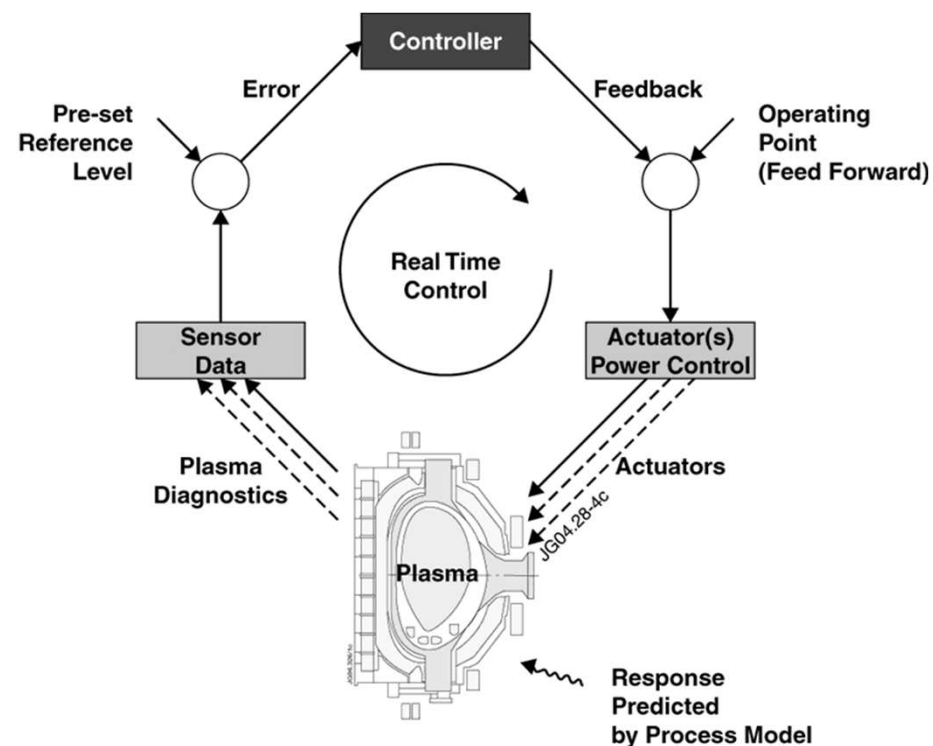 Controller
Error
Feedback
Pre-set
Reference
Level
Operating
Point
(Feed Forward)
Real Time
Control
Sensor
Data
Actuator(s)
Power Control
Plasma
Diagnostics
Actuators
JG04.28-4c
Plasma
Response
Predicted
by Process Model